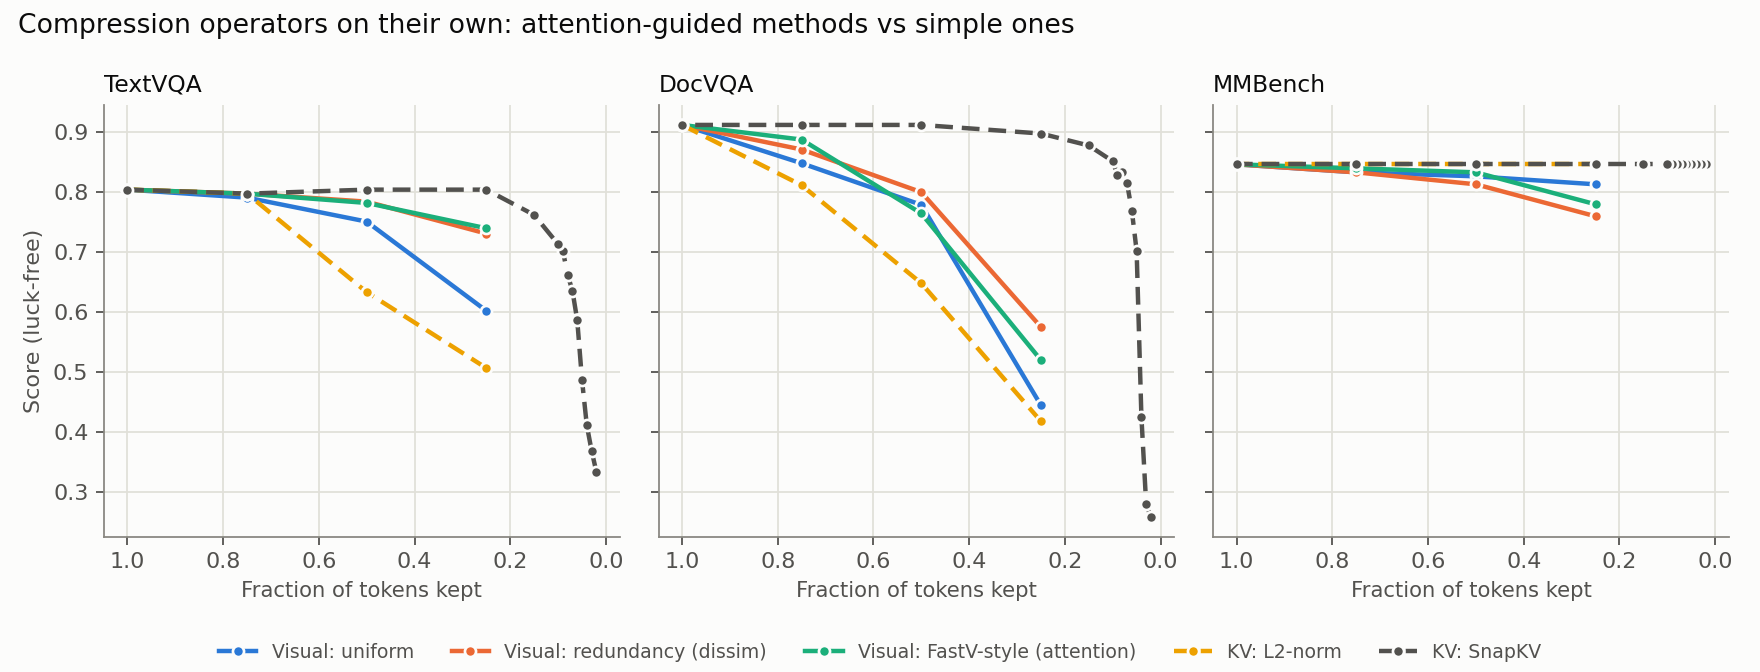 Compression operators on their own: attention-guided methods vs simple ones
TextVQA
DocVQA
MMBench
Score (luck-free)
0.9
0.8
0.7
0.6
0.5
0.4
0.3
1.0 0.8 0.6 0.4 0.2 0.0
1.0 0.8 0.6 0.4 0.2 0.0
1.0 0.8 0.6 0.4 0.2 0.0
Fraction of tokens kept
Fraction of tokens kept
Fraction of tokens kept
Visual: uniform
Visual: redundancy (dissim)
Visual: FastV-style (attention)
KV: L2-norm
KV: SnapKV